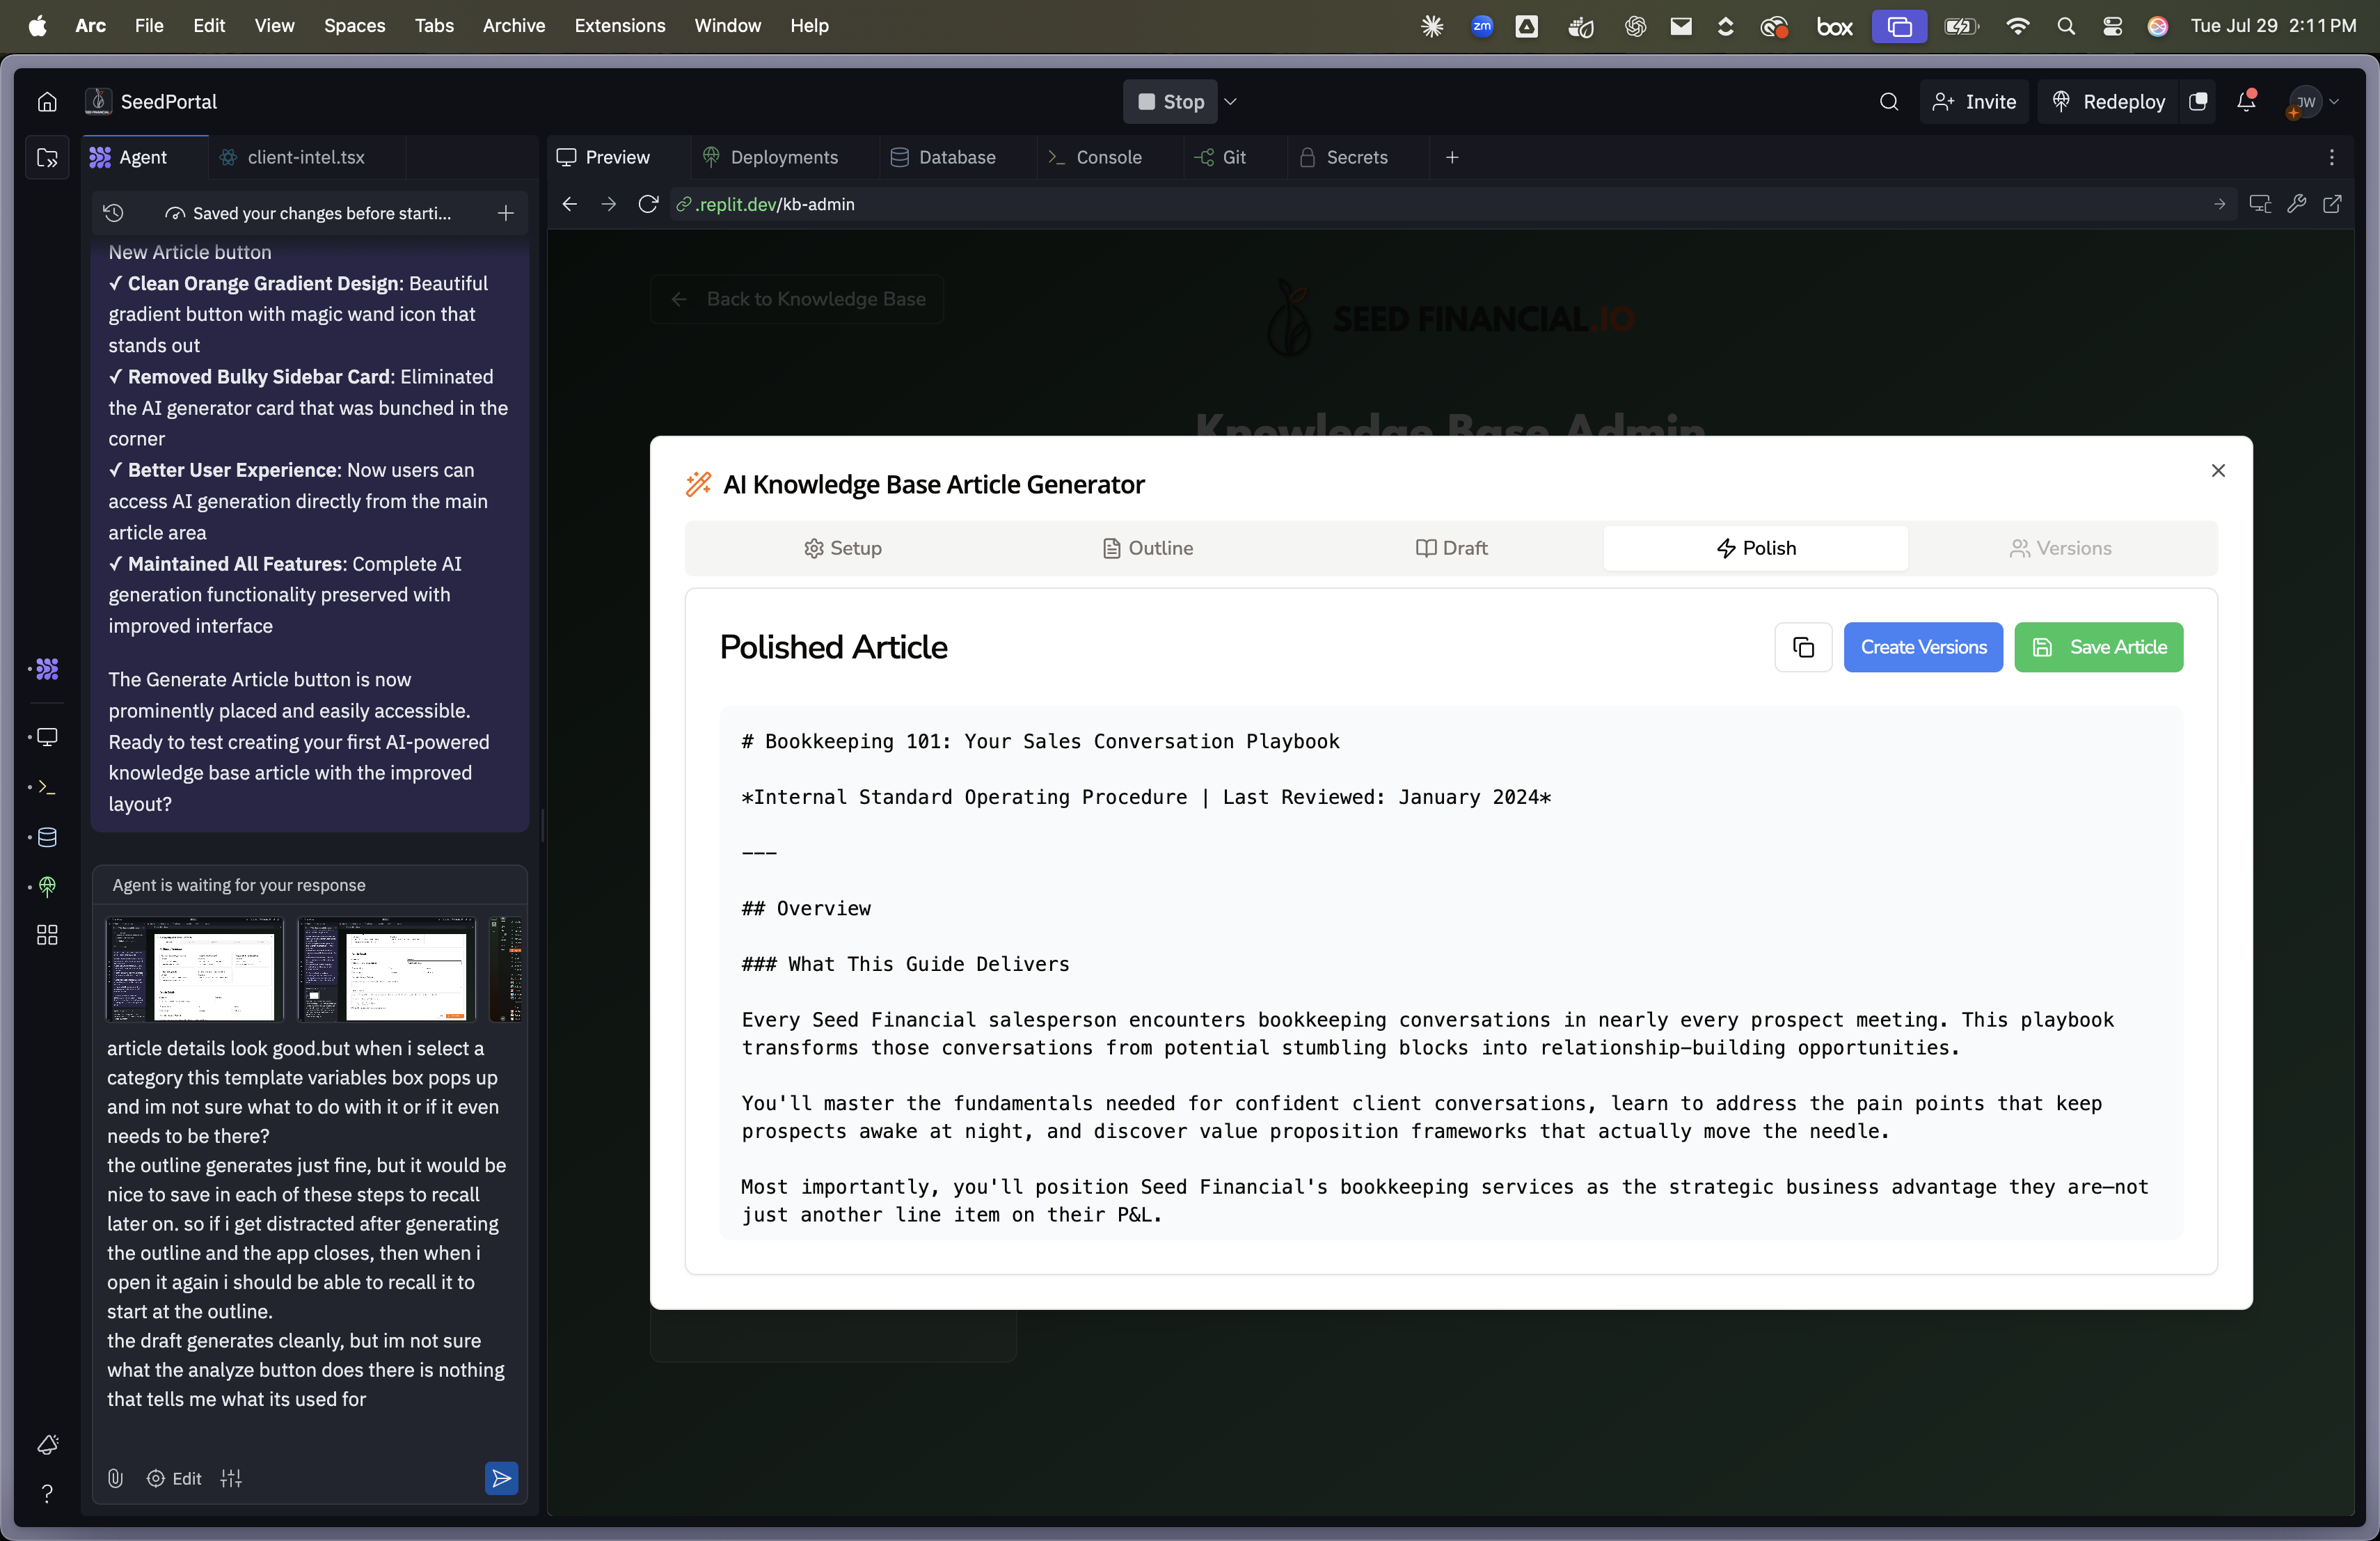 Arc File Edit View Spaces Tabs Archive Extensions Window Help
zm
box
Tue Jul 29 2:11 PM
SeedPortal
Stop
Invite
Redeploy
JW
Agent
client-intel.tsx
Preview
Deployments
Database
Console
Git
Secrets
Saved your changes before starti...
.replit.dev/kb-admin
New Article button
✓ Clean Orange Gradient Design: Beautiful
gradient button with magic wand icon that
stands out
✓ Removed Bulky Sidebar Card: Eliminated
the AI generator card that was bunched in the
corner
✓ Better User Experience: Now users can
access AI generation directly from the main
article area
✓ Maintained All Features: Complete AI
generation functionality preserved with
improved interface
The Generate Article button is now
prominently placed and easily accessible.
Ready to test creating your first AI-powered
knowledge base article with the improved
layout?
Agent is waiting for your response
article details look good.but when i select a
category this template variables box pops up
and im not sure what to do with it or if it even
needs to be there?
the outline generates just fine, but it would be
nice to save in each of these steps to recall
later on. so if i get distracted after generating
the outline and the app closes, then when i
open it again i should be able to recall it to
start at the outline.
the draft generates cleanly, but im not sure
what the analyze button does there is nothing
that tells me what its used for
Edit
Back to Knowledge Base
SEED FINANCIAL.IO
Knowledge Base Admin
AI Knowledge Base Article Generator
Setup
Outline
Draft
Polish
Versions
Polished Article
Create Versions
Save Article
# Bookkeeping 101: Your Sales Conversation Playbook
*Internal Standard Operating Procedure | Last Reviewed: January 2024*
---
## Overview
### What This Guide Delivers
Every Seed Financial salesperson encounters bookkeeping conversations in nearly every prospect meeting. This playbook
transforms those conversations from potential stumbling blocks into relationship-building opportunities.
You'll master the fundamentals needed for confident client conversations, learn to address the pain points that keep
prospects awake at night, and discover value proposition frameworks that actually move the needle.
Most importantly, you'll position Seed Financial's bookkeeping services as the strategic business advantage they are—not
just another line item on their P&L.